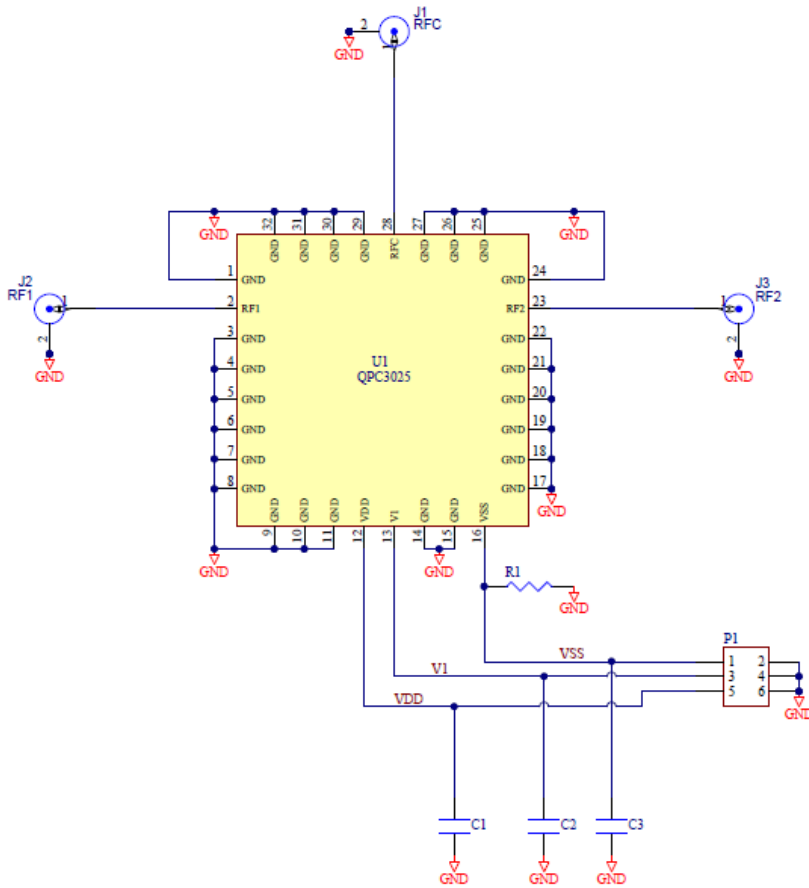 J1
RFC
2
1
GND
GND
32
31
30
29
28
27
26
25
GND
GND
GND
GND
GND
RFC
GND
GND
GND
1
GND
24
GND
J2
RF1
1
2
RF1
RF2
23
1
J3
RF2
3
GND
GND
22
2
GND
2
GND
4
GND
U1
QPC3025
GND
21
5
GND
GND
20
6
GND
GND
19
7
GND
GND
18
8
GND
GND
17
GND
GND
GND
GND
VDD
V1
GND
GND
VSS
9
10
11
12
13
14
15
16
GND
GND
R1
GND
P1
VSS
1
2
V1
3
4
VDD
5
6
GND
C1
C2
C3
GND
GND
GND